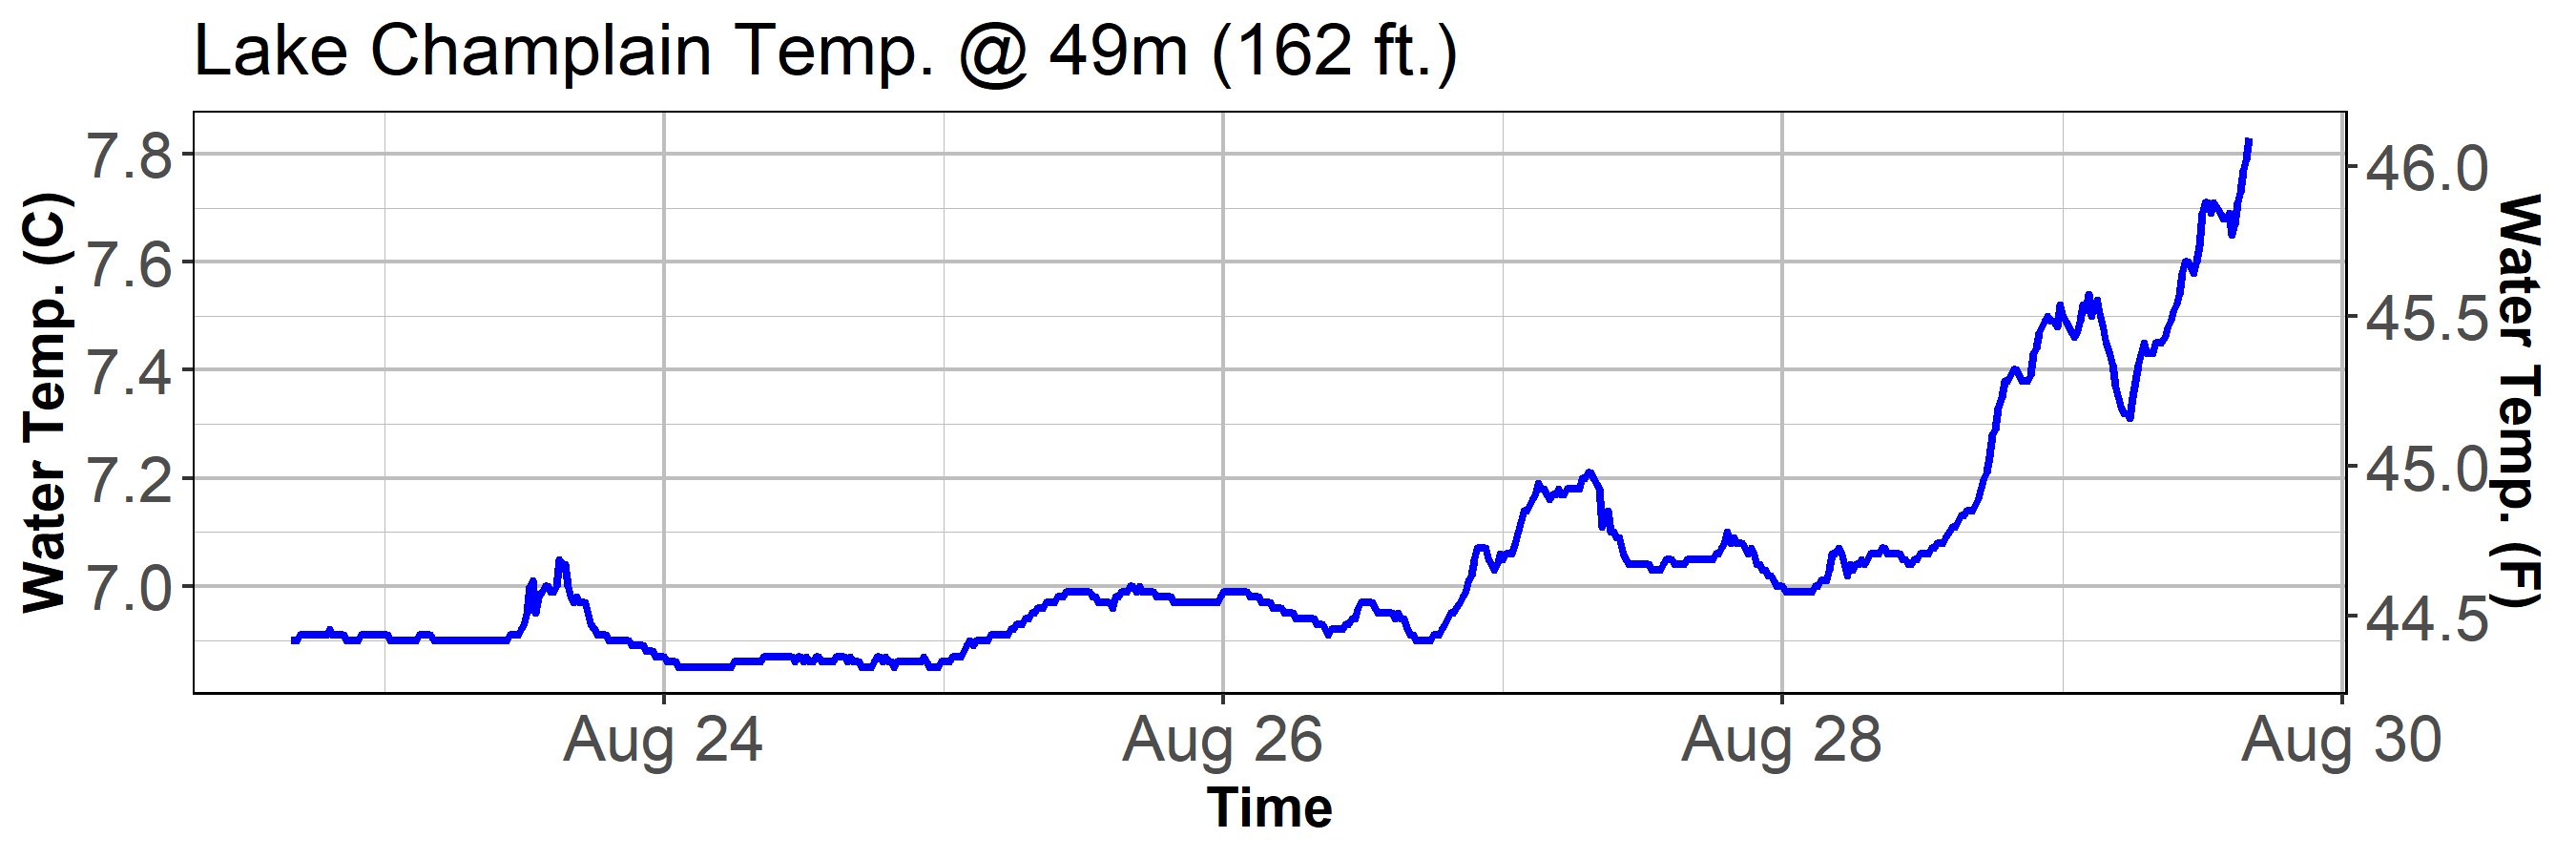 Lake Champlain Temp. @ 49m (162 ft.)
Water Temp. (C)
7.8
7.6
7.4
7.2
7.0
46.0
45.5
45.0
44.5
Water Temp. (F)
Aug 24
Aug 26
Aug 28
Aug 30
Time